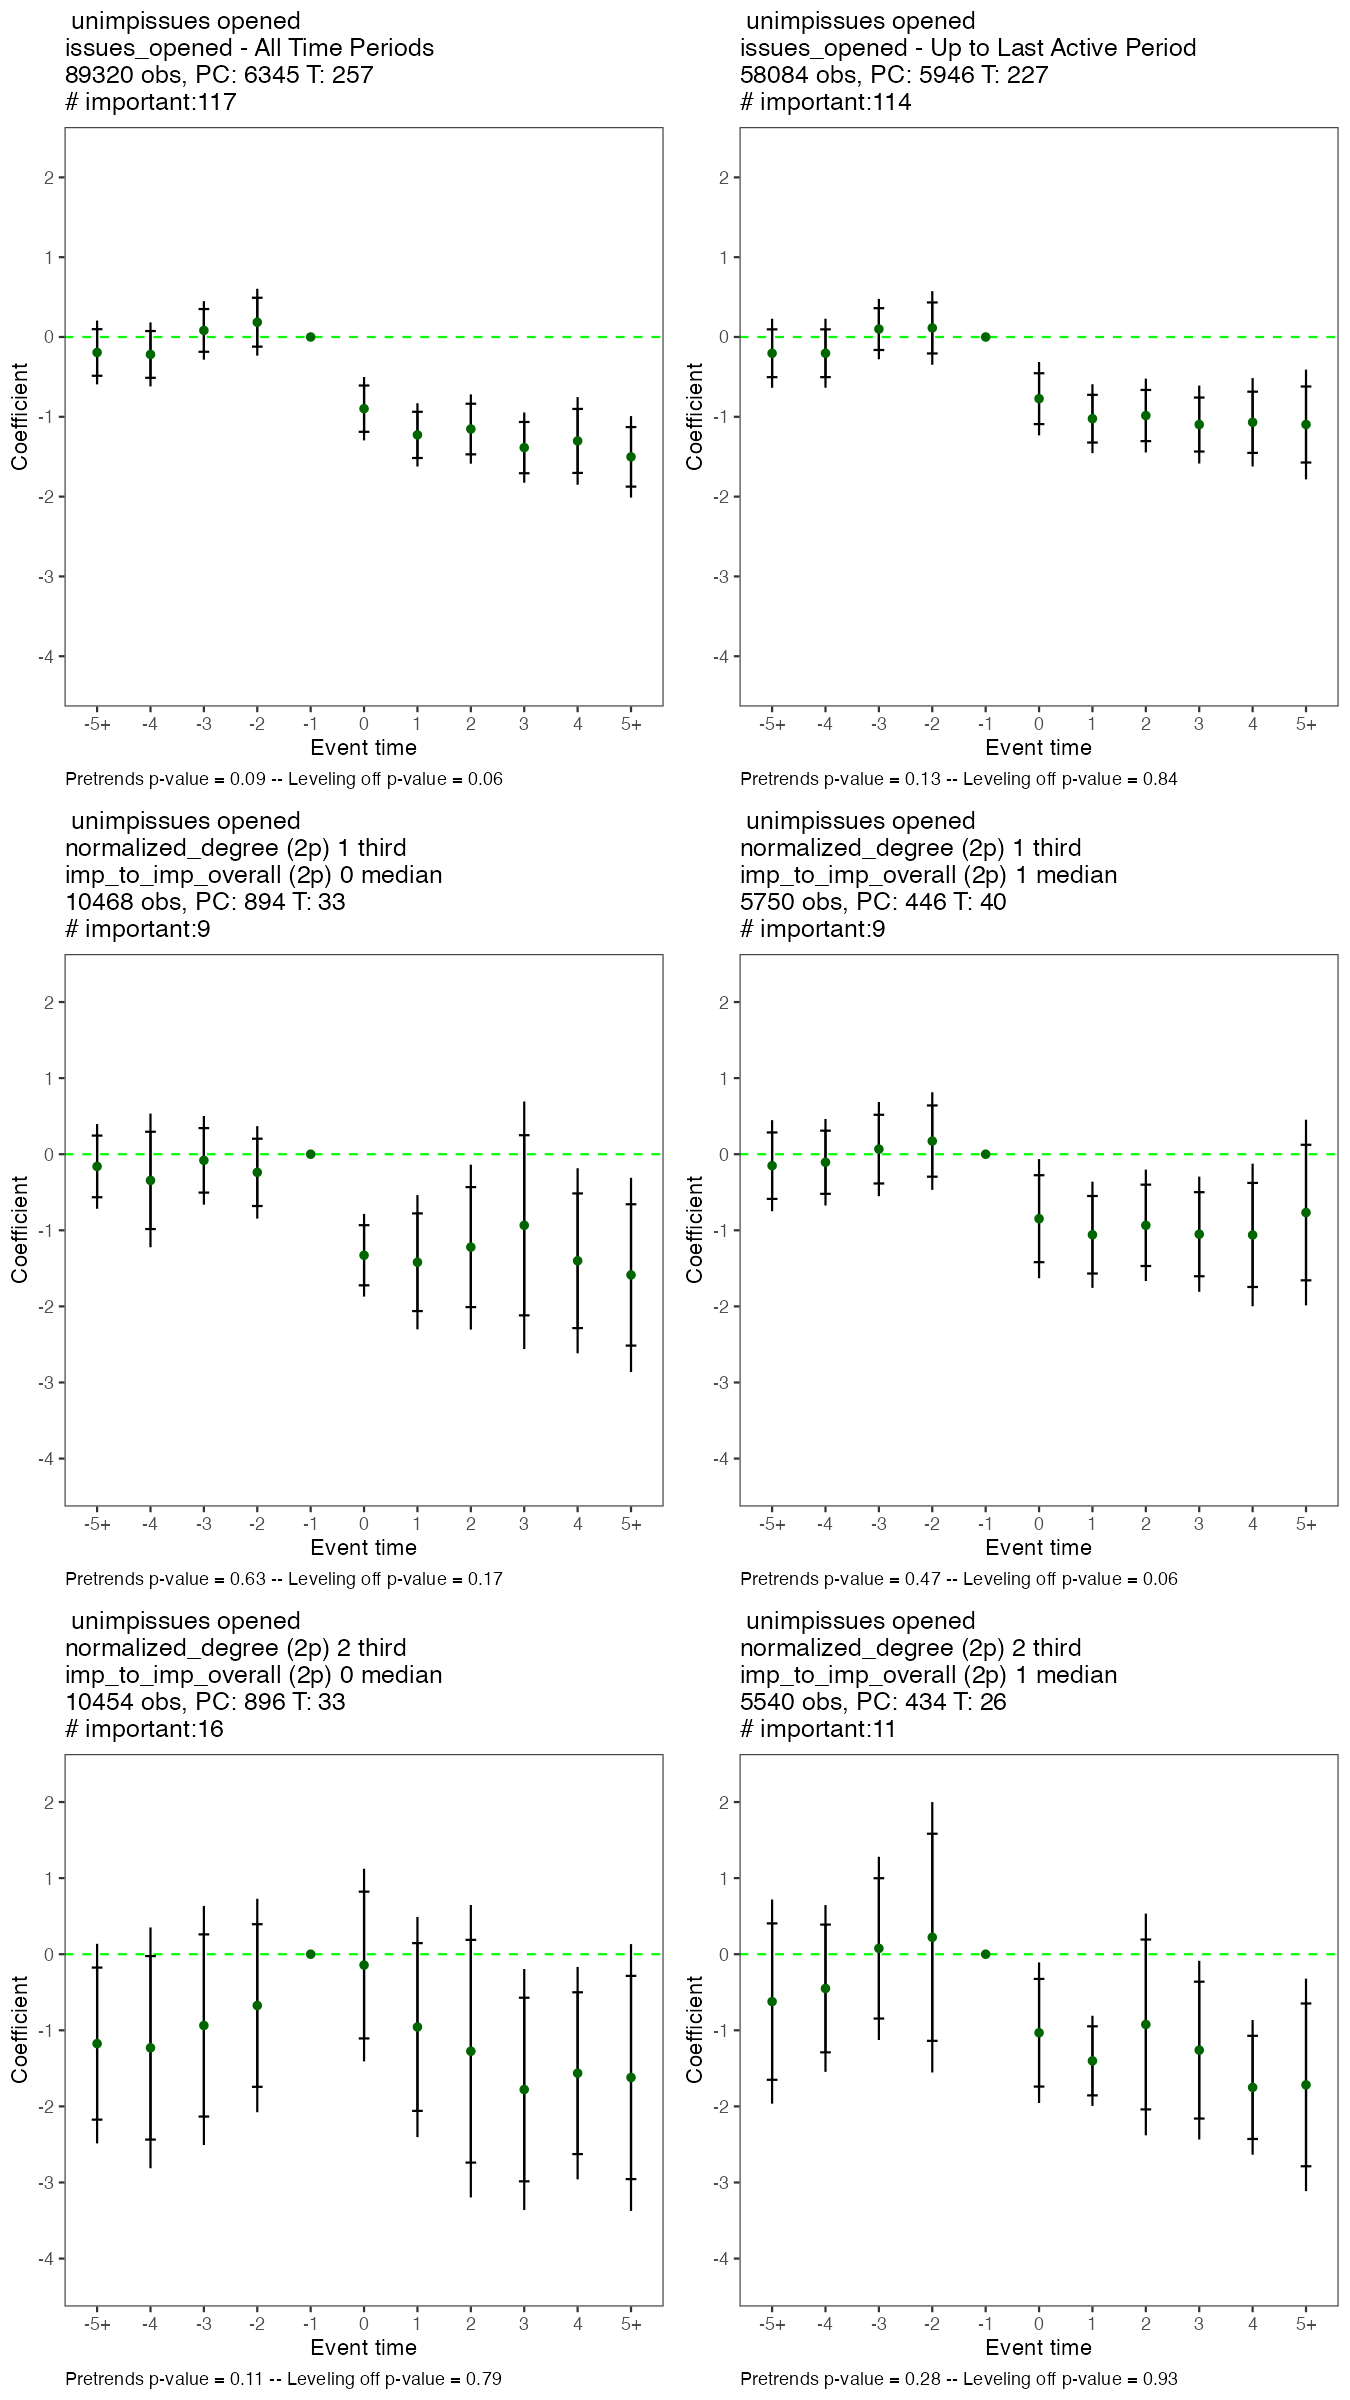 unimpissues opened
issues_opened - All Time Periods
89320 obs, PC: 6345 T: 257
# important:117
2
1
0
-1
-2
-3
-4
Coefficient
-5+ -4 -3 -2 -1 0 1 2 3 4 5+
Event time
Pretrends p-value = 0.09 -- Leveling off p-value = 0.06
unimpissues opened
issues_opened - Up to Last Active Period
58084 obs, PC: 5946 T: 227
# important:114
2
1
0
-1
-2
-3
-4
Coefficient
-5+ -4 -3 -2 -1 0 1 2 3 4 5+
Event time
Pretrends p-value = 0.13 -- Leveling off p-value = 0.84
unimpissues opened
normalized_degree (2p) 1 third
imp_to_imp_overall (2p) 0 median
10468 obs, PC: 894 T: 33
# important:9
2
1
0
-1
-2
-3
-4
Coefficient
-5+ -4 -3 -2 -1 0 1 2 3 4 5+
Event time
Pretrends p-value = 0.63 -- Leveling off p-value = 0.17
unimpissues opened
normalized_degree (2p) 1 third
imp_to_imp_overall (2p) 1 median
5750 obs, PC: 446 T: 40
# important:9
2
1
0
-1
-2
-3
-4
Coefficient
-5+ -4 -3 -2 -1 0 1 2 3 4 5+
Event time
Pretrends p-value = 0.47 -- Leveling off p-value = 0.06
unimpissues opened
normalized_degree (2p) 2 third
imp_to_imp_overall (2p) 0 median
10454 obs, PC: 896 T: 33
# important:16
2
1
0
-1
-2
-3
-4
Coefficient
-5+ -4 -3 -2 -1 0 1 2 3 4 5+
Event time
Pretrends p-value = 0.11 -- Leveling off p-value = 0.79
unimpissues opened
normalized_degree (2p) 2 third
imp_to_imp_overall (2p) 1 median
5540 obs, PC: 434 T: 26
# important:11
2
1
0
-1
-2
-3
-4
Coefficient
-5+ -4 -3 -2 -1 0 1 2 3 4 5+
Event time
Pretrends p-value = 0.28 -- Leveling off p-value = 0.93